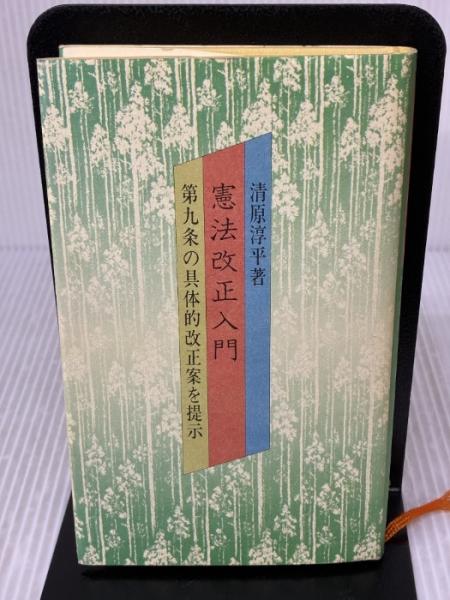 清原淳平著
憲法改正入門
第九条の具体的改正案を提示